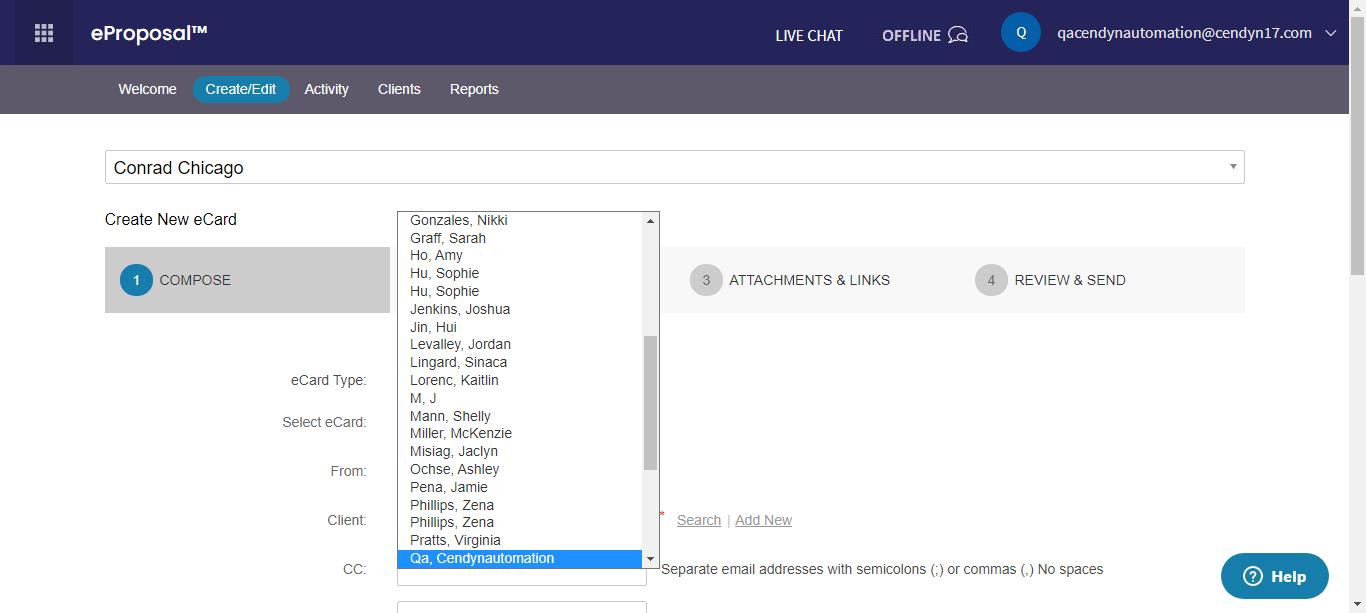 eProposal™
LIVE CHAT
OFFLINE
Q
qacendynautomation@cendyn17.com
Welcome
Create/Edit
Activity
Clients
Reports
Conrad Chicago
Create New eCard
1 COMPOSE
3 ATTACHMENTS & LINKS
4 REVIEW & SEND
Gonzales, Nikki
Graff, Sarah
Ho, Amy
Hu, Sophie
Hu, Sophie
Jenkins, Joshua
Jin, Hui
Levalley, Jordan
Lingard, Sinaca
Lorenc, Kaitlin
M, J
Mann, Shelly
Miller, McKenzie
Misiag, Jaclyn
Ochse, Ashley
Pena, Jamie
Phillips, Zena
Phillips, Zena
Pratts, Virginia
Qa, Cendynautomation
eCard Type:
Select eCard:
From:
Client:
* Search | Add New
CC:
Separate email addresses with semicolons (;) or commas (,) No spaces
? Help